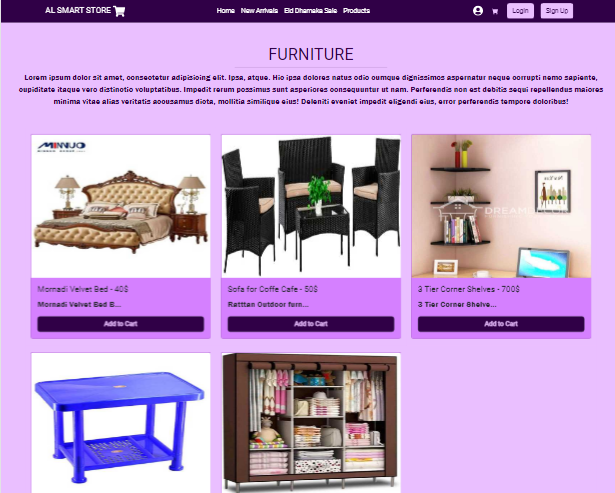 AL SMART STORE
Home New Arrivals Eid Dhamaka Sale Products
Login Sign Up
FURNITURE
Lorem ipsum dolor sit amet, consectetur adipisicing elit. Ipsa, atque. Hic ipsa dolores natus odio cumque dignissimos aspernatur neque corrupti nemo sapiente,
cupiditate itaque vero distinctio voluptatibus. Impedit rerum possimus sunt asperiores consequuntur ut nam. Perferendis non est debitis sequi repellendus maiores
minima vitae alias veritatis accusamus dicta, mollitia similique eius! Deleniti eveniet impedit eligendi eius, error perferendis tempore doloribus!
MINNUO
Mornadi Velvet Bed - 40$
Mornadi Velvet Bed B...
Add to Cart
Sofa for Coffe Cafe - 50$
Ratttan Outdoor furn...
Add to Cart
3 Tier Corner Shelves - 700$
3 Tier Corner Shelve...
Add to Cart